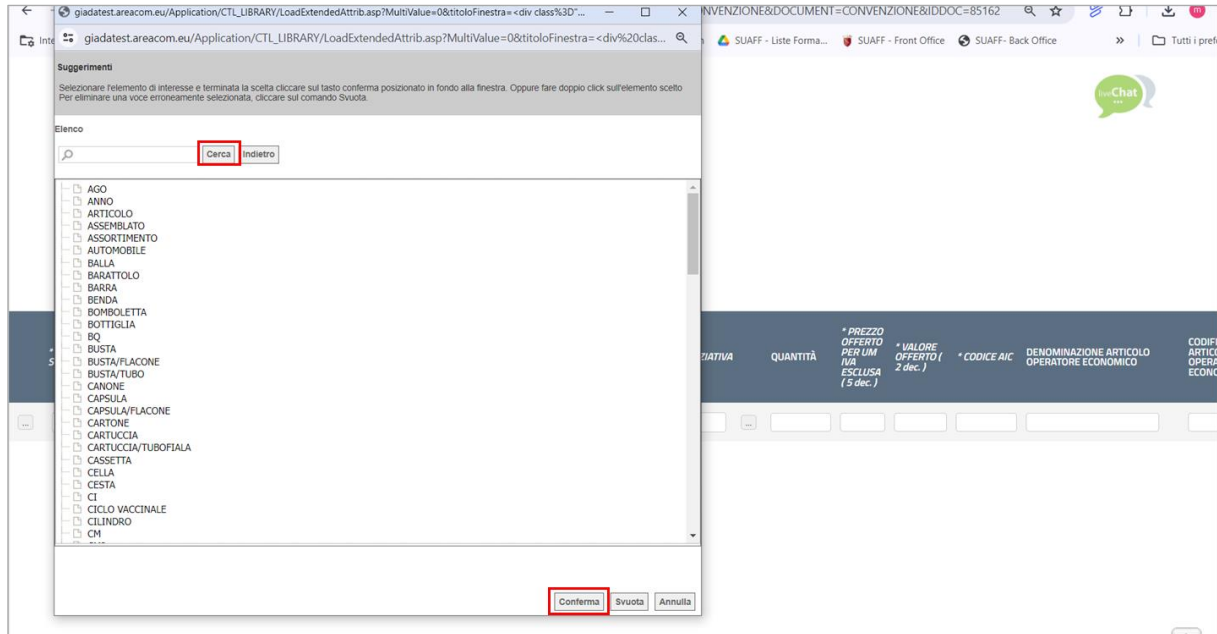 giadatest.areacom.eu/Application/CTL_LIBRARY/LoadExtendedAttrib.asp?MultiValue=0&titoloFinestra=<div class%3D"...
NVENZIONE&DOCUMENT=CONVENZIONE&IDDOC=85162
giadatest.areacom.eu/Application/CTL_LIBRARY/LoadExtendedAttrib.asp?MultiValue=0&titoloFinestra=<div%20clas...
SUAFF - Liste Forma...
SUAFF - Front Office
SUAFF- Back Office
»
Tutti i pref
Suggerimenti
Selezionare l'elemento di interesse e terminata la scelta cliccare sul tasto conferma posizionato in fondo alla finestra. Oppure fare doppio click sull'elemento scelto
Per eliminare una voce erroneamente selezionata, cliccare sul comando Svuota.
liveChat
Elenco
Cerca Indietro
AGO
ANNO
ARTICOLO
ASSEMBLATO
ASSORTIMENTO
AUTOMOBILE
BALLA
BARATTOLO
BARRA
BENDA
BOMBOLETTA
BOTTIGLIA
BQ
BUSTA
BUSTA/FLACONE
BUSTA/TUBO
CANONE
CAPSULA
CAPSULA/FLACONE
CARTONE
CARTUCCIA
CARTUCCIA/TUBOFIALA
CASSETTA
CELLA
CESTA
CI
CICLO VACCINALE
CILINDRO
CM
ZIATIVA
QUANTITÀ
* PREZZO
OFFERTO
PER UM
IVA
ESCLUSA
( 5 dec. )
* VALORE
OFFERTO (
2 dec. )
* CODICE AIC
DENOMINAZIONE ARTICOLO
OPERATORE ECONOMICO
CODIFI
ARTICO
OPERA
ECONO
Conferma Svuota Annulla